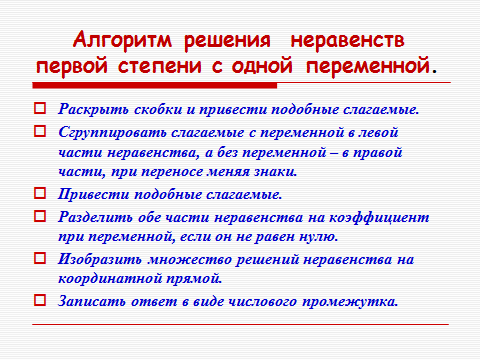 Алгоритм решения неравенств
первой степени с одной переменной.
Раскрыть скобки и привести подобные слагаемые.
Сгруппировать слагаемые с переменной в левой
части неравенства, а без переменной – в правой
части, при переносе меняя знаки.
Привести подобные слагаемые.
Разделить обе части неравенства на коэффициент
при переменной, если он не равен нулю.
Изобразить множество решений неравенства на
координатной прямой.
Записать ответ в виде числового промежутка.